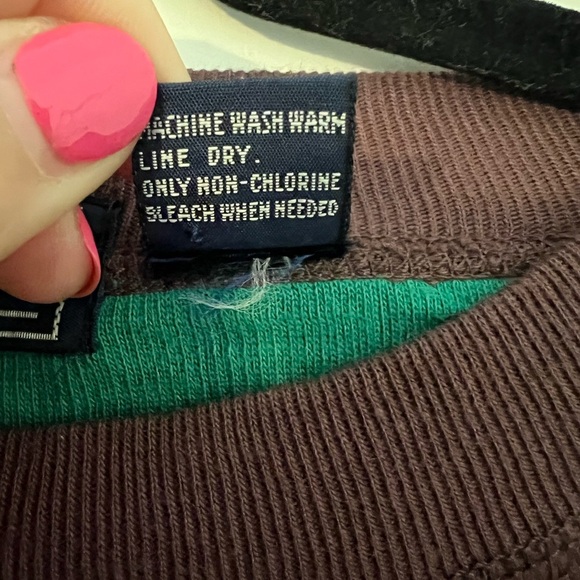 MACHINE WASH WARM
LINE DRY.
ONLY NON-CHLORINE
BLEACH WHEN NEEDED